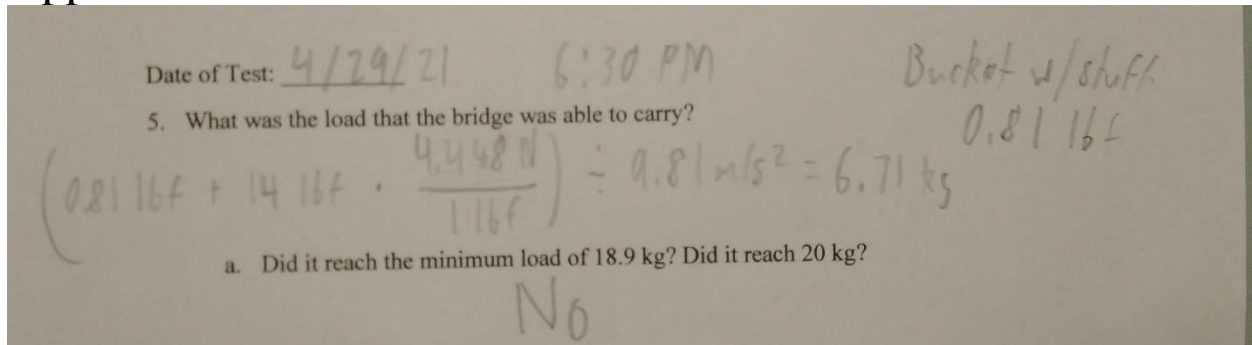 Date of Test: 4/29/21 6:30 PM Bucket w/stuff
0.81 lbf
5. What was the load that the bridge was able to carry?
(0.81 lbf + 14 lbf · 4.448 N / 1 lbf) ÷ 9.81 m/s² = 6.71 kg
a. Did it reach the minimum load of 18.9 kg? Did it reach 20 kg?
No